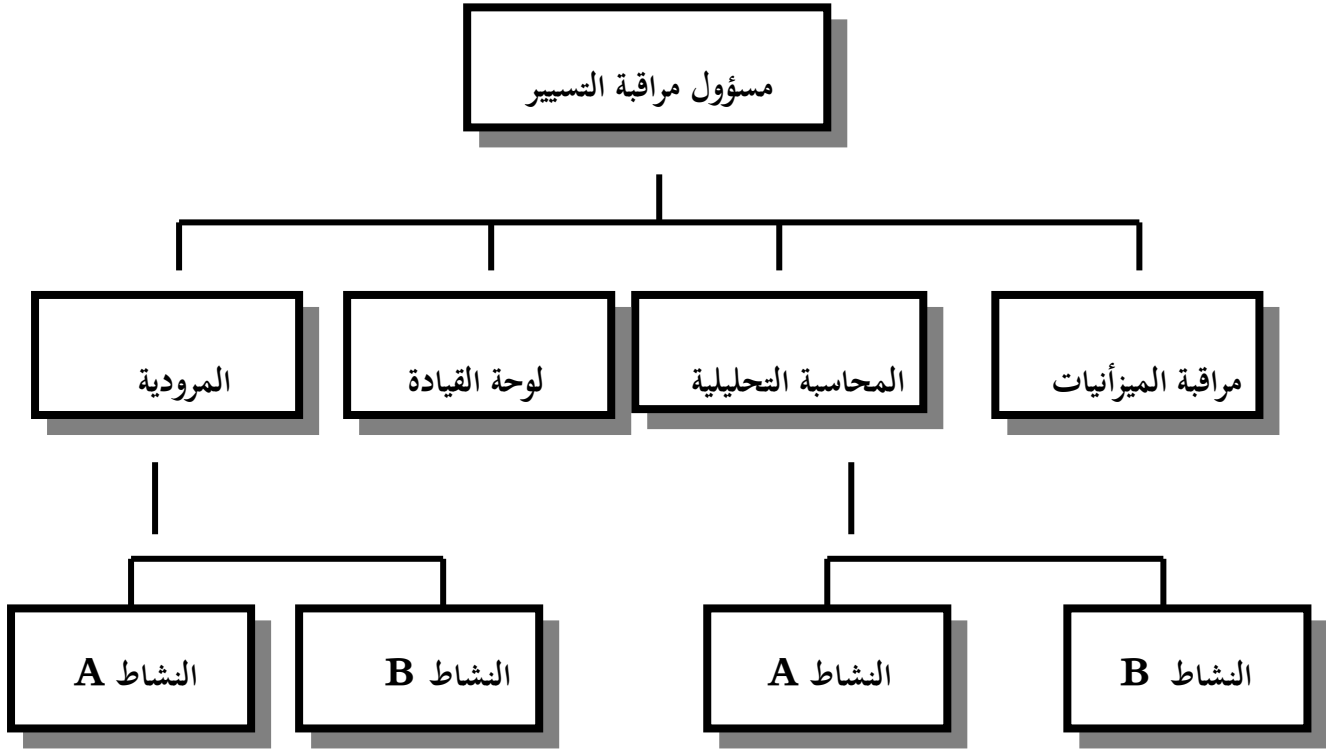 مسؤول مراقبة التسيير
مراقبة الميزأنيات
المحاسبة التحليلية
لوحة القيادة
المرودية
النشاط B
النشاط A
النشاط B
النشاط A